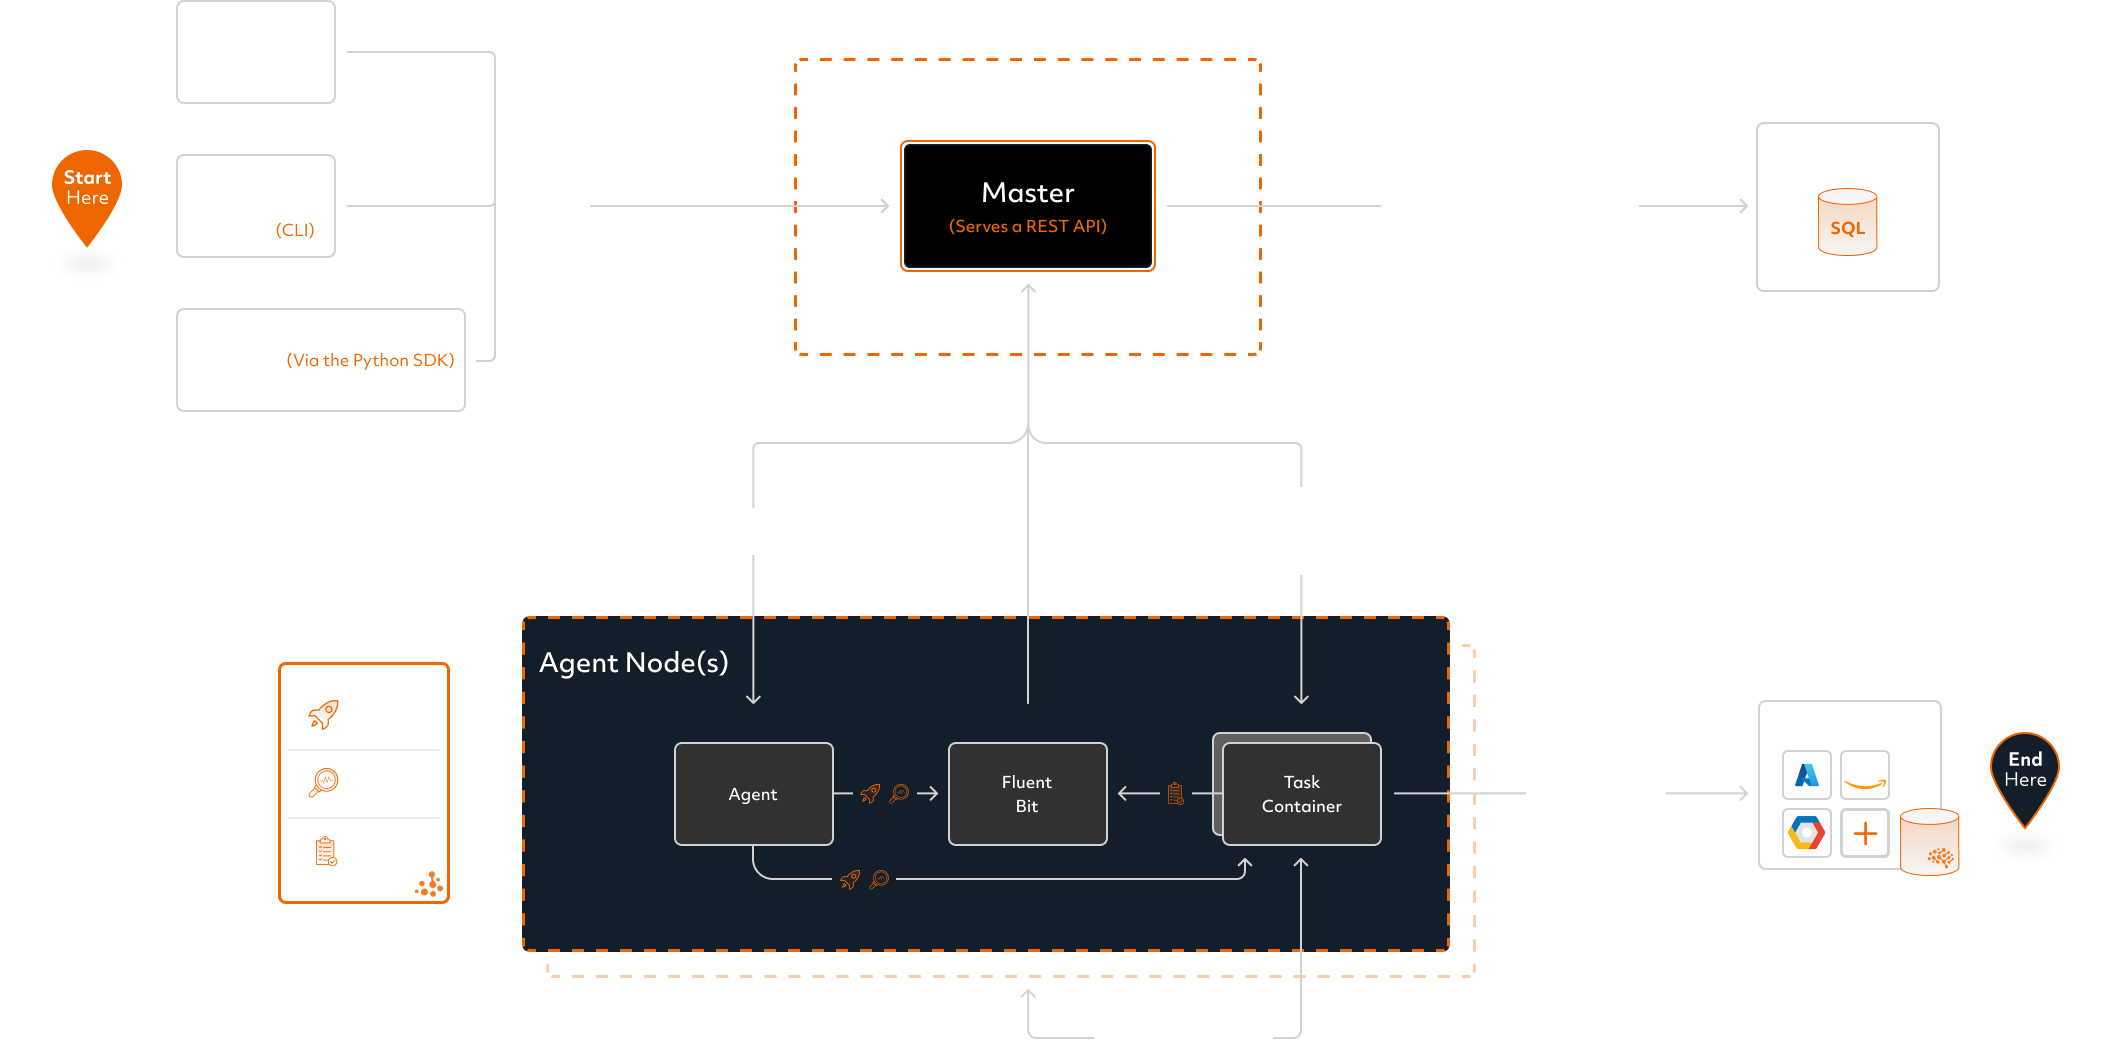 Start
Here
(CLI)
(Via the Python SDK)
Master
(Serves a REST API)
SQL
Agent Node(s)
Agent
Fluent
Bit
Task
Container
End
Here